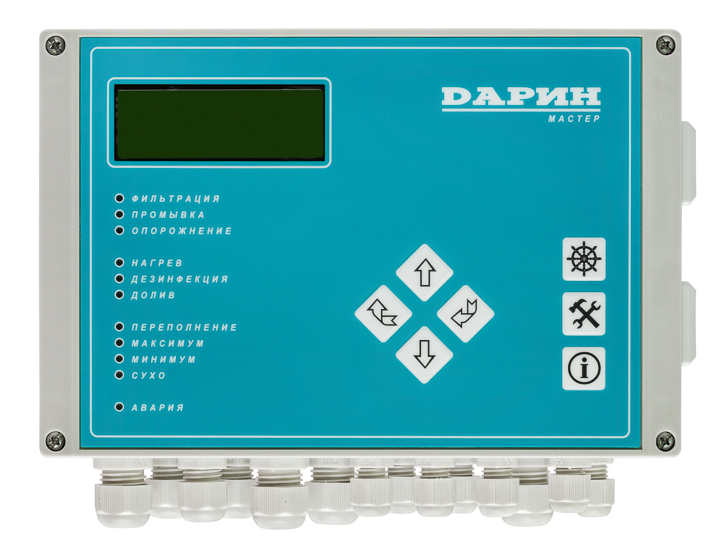 ДАРИН
МАСТЕР
ФИЛЬТРАЦИЯ
ПРОМЫВКА
ОПОРОЖНЕНИЕ
НАГРЕВ
ДЕЗИНФЕКЦИЯ
ДОЛИВ
ПЕРЕПОЛНЕНИЕ
МАКСИМУМ
МИНИМУМ
СУХО
АВАРИЯ
i